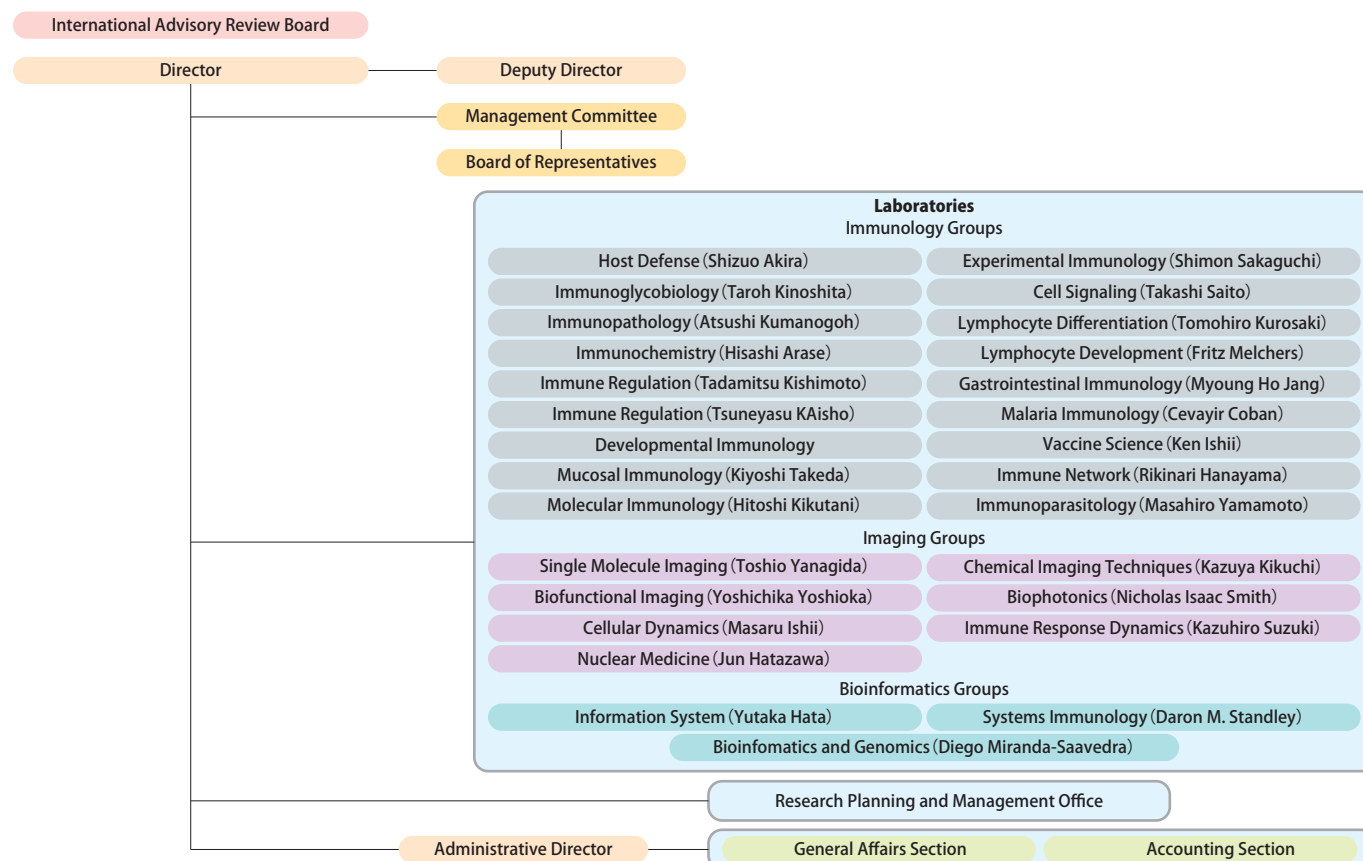 International Advisory Review Board
Director
Deputy Director
Management Committee
Board of Representatives
Laboratories
Immunology Groups
Host Defense (Shizuo Akira)
Experimental Immunology (Shimon Sakaguchi)
Immunoglycobiology (Taroh Kinoshita)
Cell Signaling (Takashi Saito)
Immunopathology (Atsushi Kumanogoh)
Lymphocyte Differentiation (Tomohiro Kurosaki)
Immunochemistry (Hisashi Arase)
Lymphocyte Development (Fritz Melchers)
Immune Regulation (Tadamitsu Kishimoto)
Gastrointestinal Immunology (Myoung Ho Jang)
Immune Regulation (Tsuneyasu KAisho)
Malaria Immunology (Cevayir Coban)
Developmental Immunology
Vaccine Science (Ken Ishii)
Mucosal Immunology (Kiyoshi Takeda)
Immune Network (Rikinari Hanayama)
Molecular Immunology (Hitoshi Kikutani)
Immunoparasitology (Masahiro Yamamoto)
Imaging Groups
Single Molecule Imaging (Toshio Yanagida)
Chemical Imaging Techniques (Kazuya Kikuchi)
Biofunctional Imaging (Yoshichika Yoshioka)
Biophotonics (Nicholas Isaac Smith)
Cellular Dynamics (Masaru Ishii)
Immune Response Dynamics (Kazuhiro Suzuki)
Nuclear Medicine (Jun Hatazawa)
Bioinformatics Groups
Information System (Yutaka Hata)
Systems Immunology (Daron M. Standley)
Bioinfomatics and Genomics (Diego Miranda-Saavedra)
Research Planning and Management Office
Administrative Director
General Affairs Section
Accounting Section